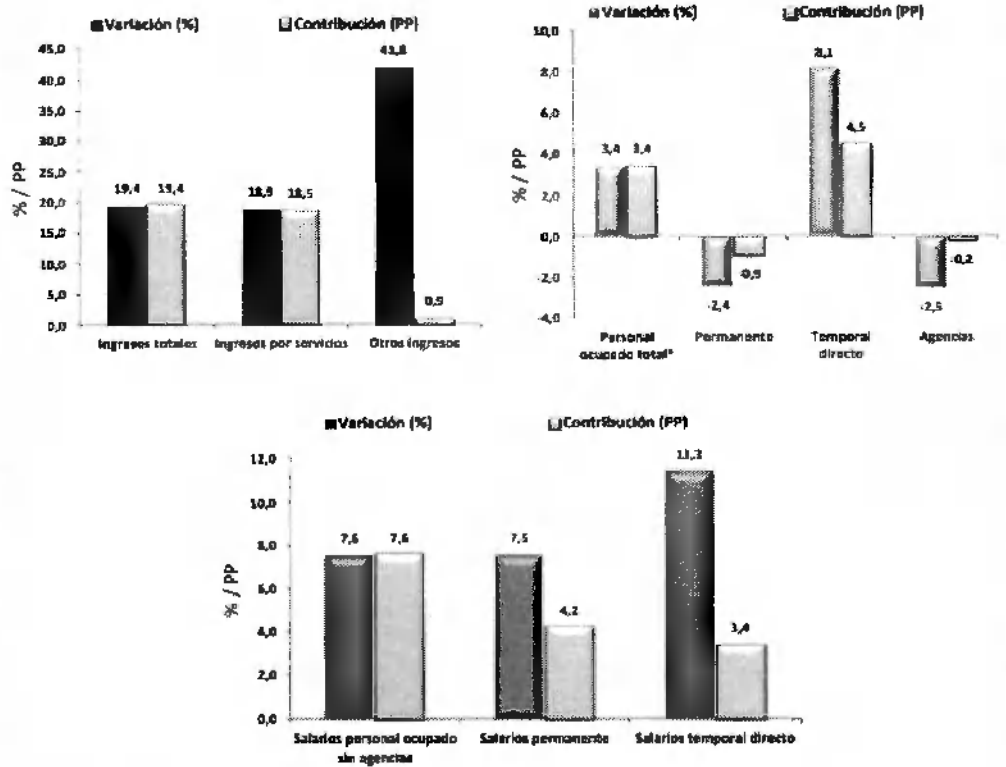 Variación (%) Contribución (PP)
45,0
40,0
35,0
30,0
25,0
20,0
15,0
10,0
5,0
0,0
% / PP
19,4 19,4
18,9 18,5
41,8
0,9
Ingresos totales Ingresos por servicios Otros ingresos
Variación (%) Contribución (PP)
10,0
8,0
6,0
4,0
2,0
0,0
-2,0
-4,0
% / PP
3,4 3,4
-2,4
-0,9
8,1
4,5
-2,5
-0,2
Personal
ocupado total*
Permanente
Temporal
directo
Agencias
Variación (%) Contribución (PP)
12,0
10,0
8,0
6,0
4,0
2,0
0,0
% / PP
7,6 7,6
7,5
4,2
11,3
3,4
Salarios personal ocupado
sin agencias
Salarios permanente
Salarios temporal directo